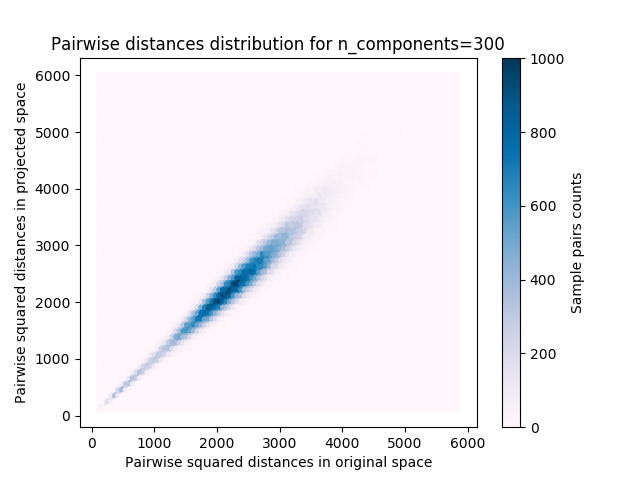 Pairwise distances distribution for n_components=300
Pairwise squared distances in projected space
6000
5000
4000
3000
2000
1000
0
0 1000 2000 3000 4000 5000 6000
Pairwise squared distances in original space
1000
800
600
400
200
0
Sample pairs counts